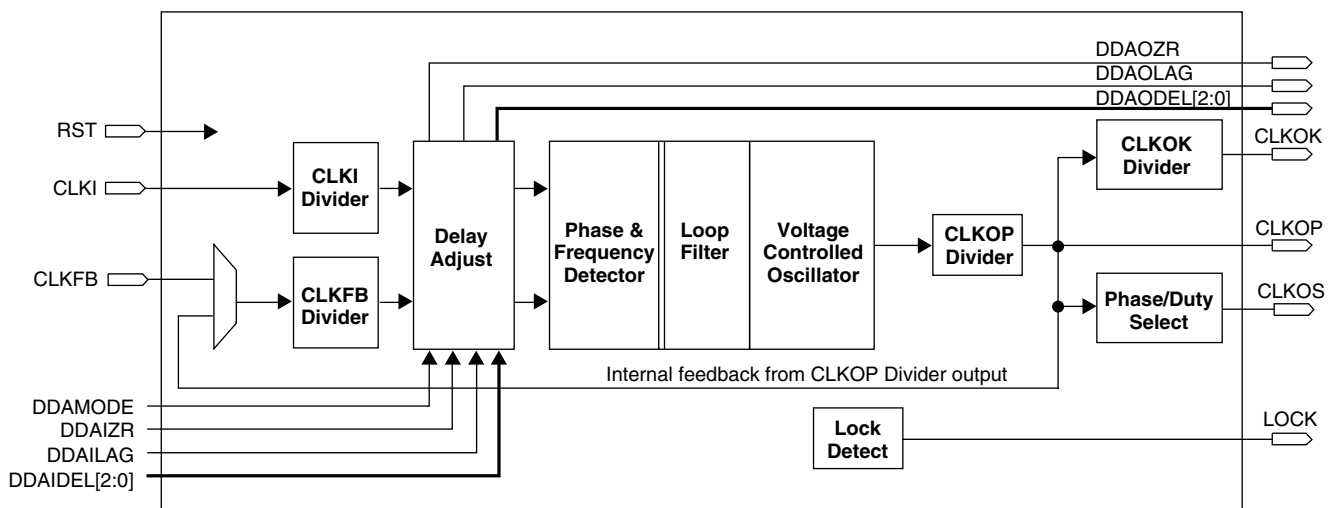 DDAOZR
DDAOLAG
DDAODEL[2:0]
RST
CLKI
CLKFB
CLKI
Divider
CLKFB
Divider
Delay
Adjust
Phase &
Frequency
Detector
Loop
Filter
Voltage
Controlled
Oscillator
CLKOP
Divider
CLKOK
Divider
Phase/Duty
Select
CLKOK
CLKOP
CLKOS
Internal feedback from CLKOP Divider output
DDAMODE
DDAIZR
DDAILAG
DDAIDEL[2:0]
Lock
Detect
LOCK